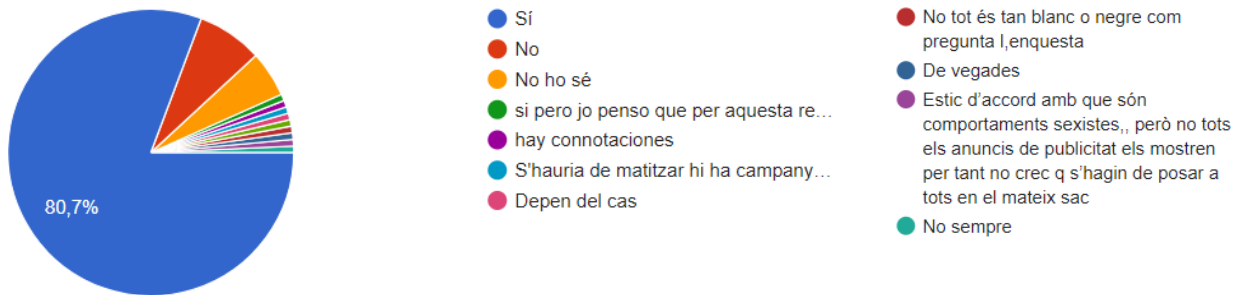 80,7%
Sí
No
No ho sé
si pero jo penso que per aquesta re…
hay connotaciones
S'hauria de matitzar hi ha campany…
Depen del cas
No tot és tan blanc o negre com
pregunta l,enquesta
De vegades
Estic d’acord amb que són
comportaments sexistes,, però no tots
els anuncis de publicitat els mostren
per tant no crec q s’hagin de posar a
tots en el mateix sac
No sempre